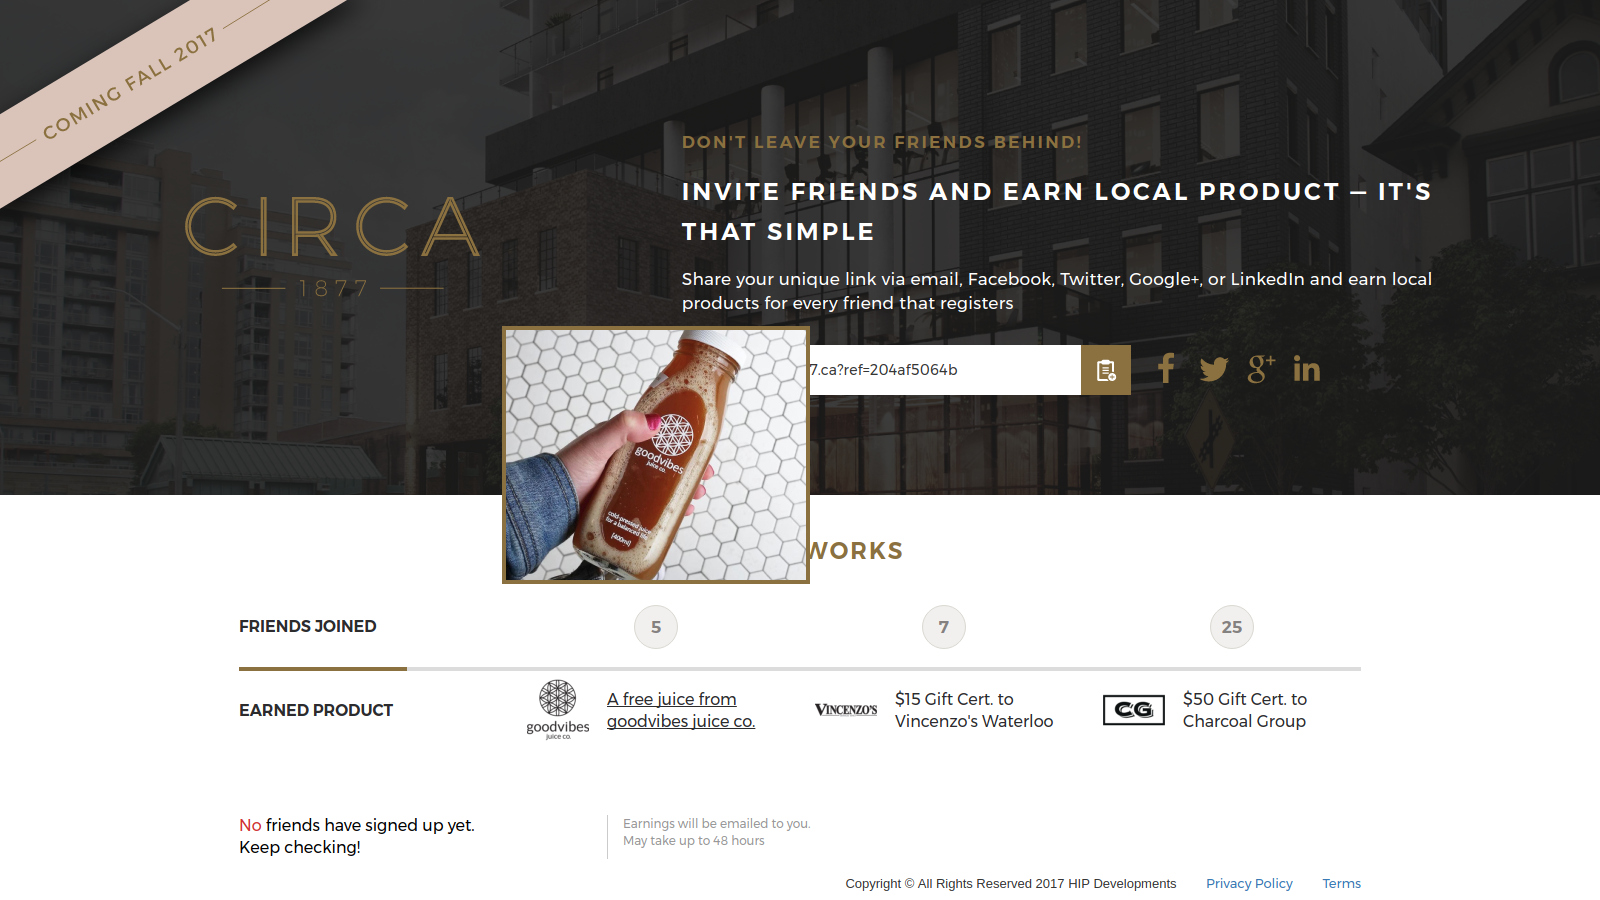 COMING FALL 2017
CIRCA
1877
DON'T LEAVE YOUR FRIENDS BEHIND!
INVITE FRIENDS AND EARN LOCAL PRODUCT – IT'S
THAT SIMPLE
Share your unique link via email, Facebook, Twitter, Google+, or LinkedIn and earn local
products for every friend that registers
7.ca?ref=204af5064b
goodvibes
juice co.
cold-pressed juice
for a balanced life
[400ml]
WORKS
FRIENDS JOINED
5
7
25
EARNED PRODUCT
goodvibes
juice co.
A free juice from
goodvibes juice co.
VINCENZO'S
$15 Gift Cert. to
Vincenzo's Waterloo
CG
$50 Gift Cert. to
Charcoal Group
No friends have signed up yet.
Keep checking!
Earnings will be emailed to you.
May take up to 48 hours
Copyright © All Rights Reserved 2017 HIP Developments
Privacy Policy
Terms